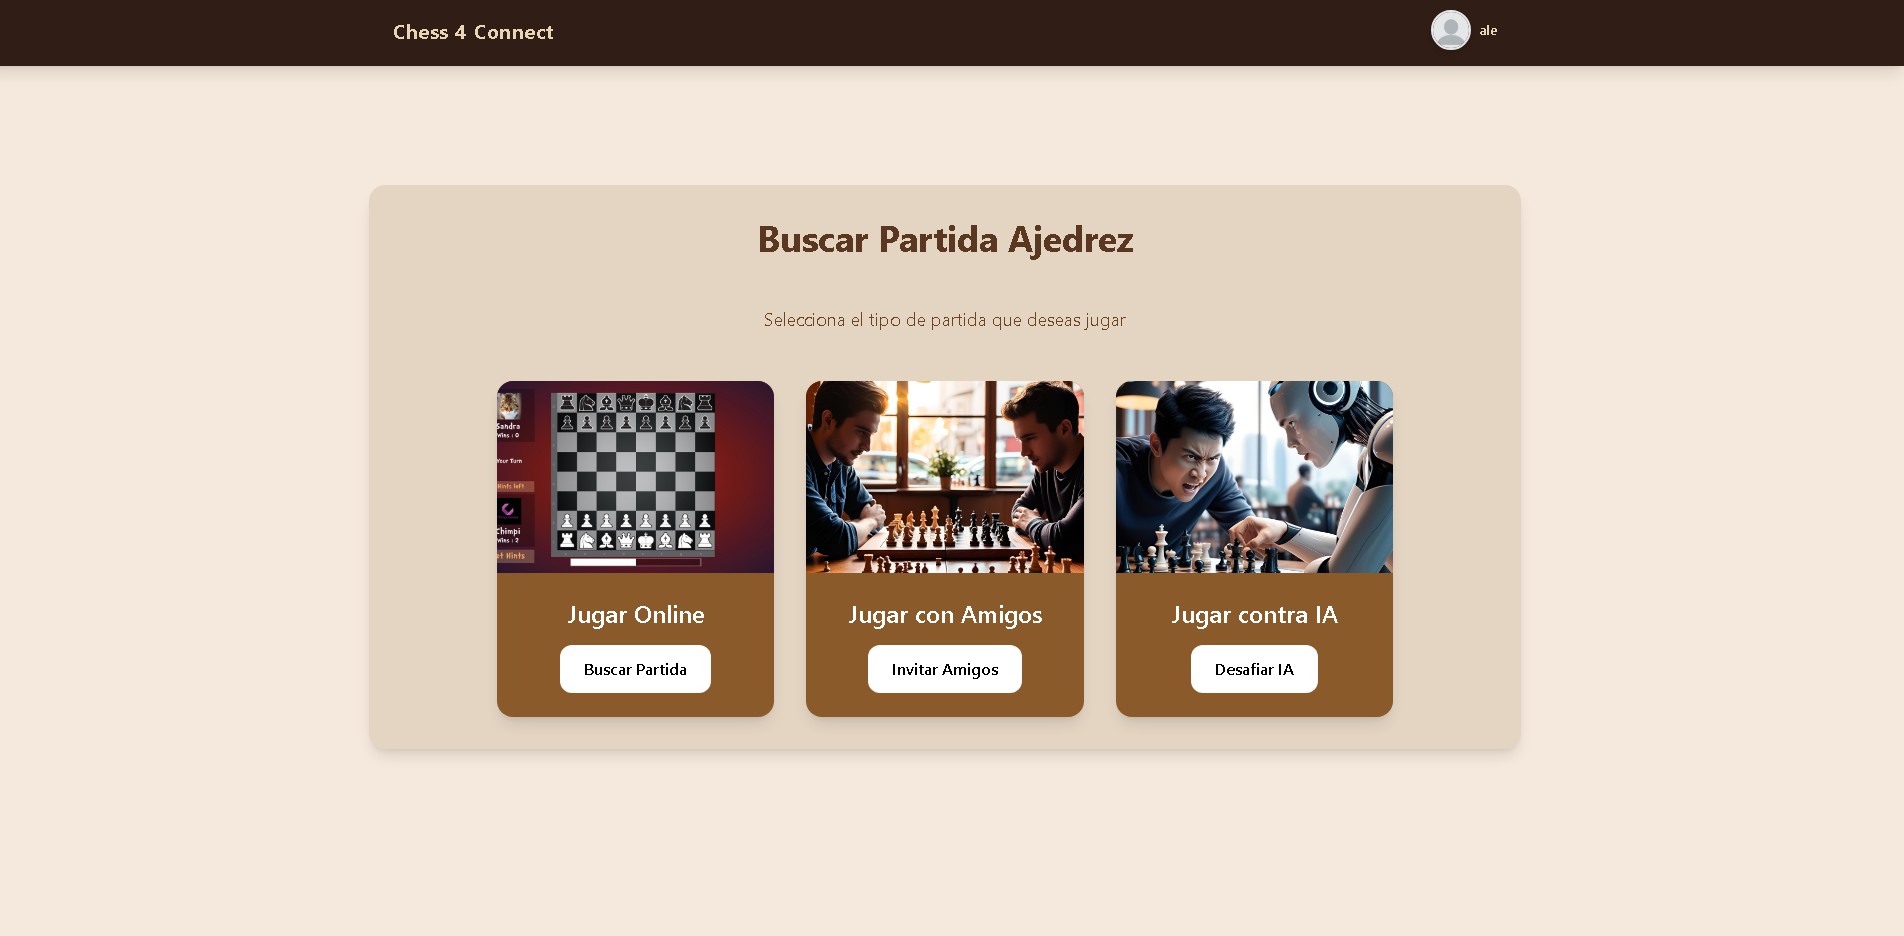 Chess 4 Connect
ale
Buscar Partida Ajedrez
Selecciona el tipo de partida que deseas jugar
Sandra
Wins : 0
Your Turn
Hints left
Chimpi
Wins : 2
et Hints
Jugar Online
Jugar con Amigos
Jugar contra IA
Buscar Partida
Invitar Amigos
Desafiar IA